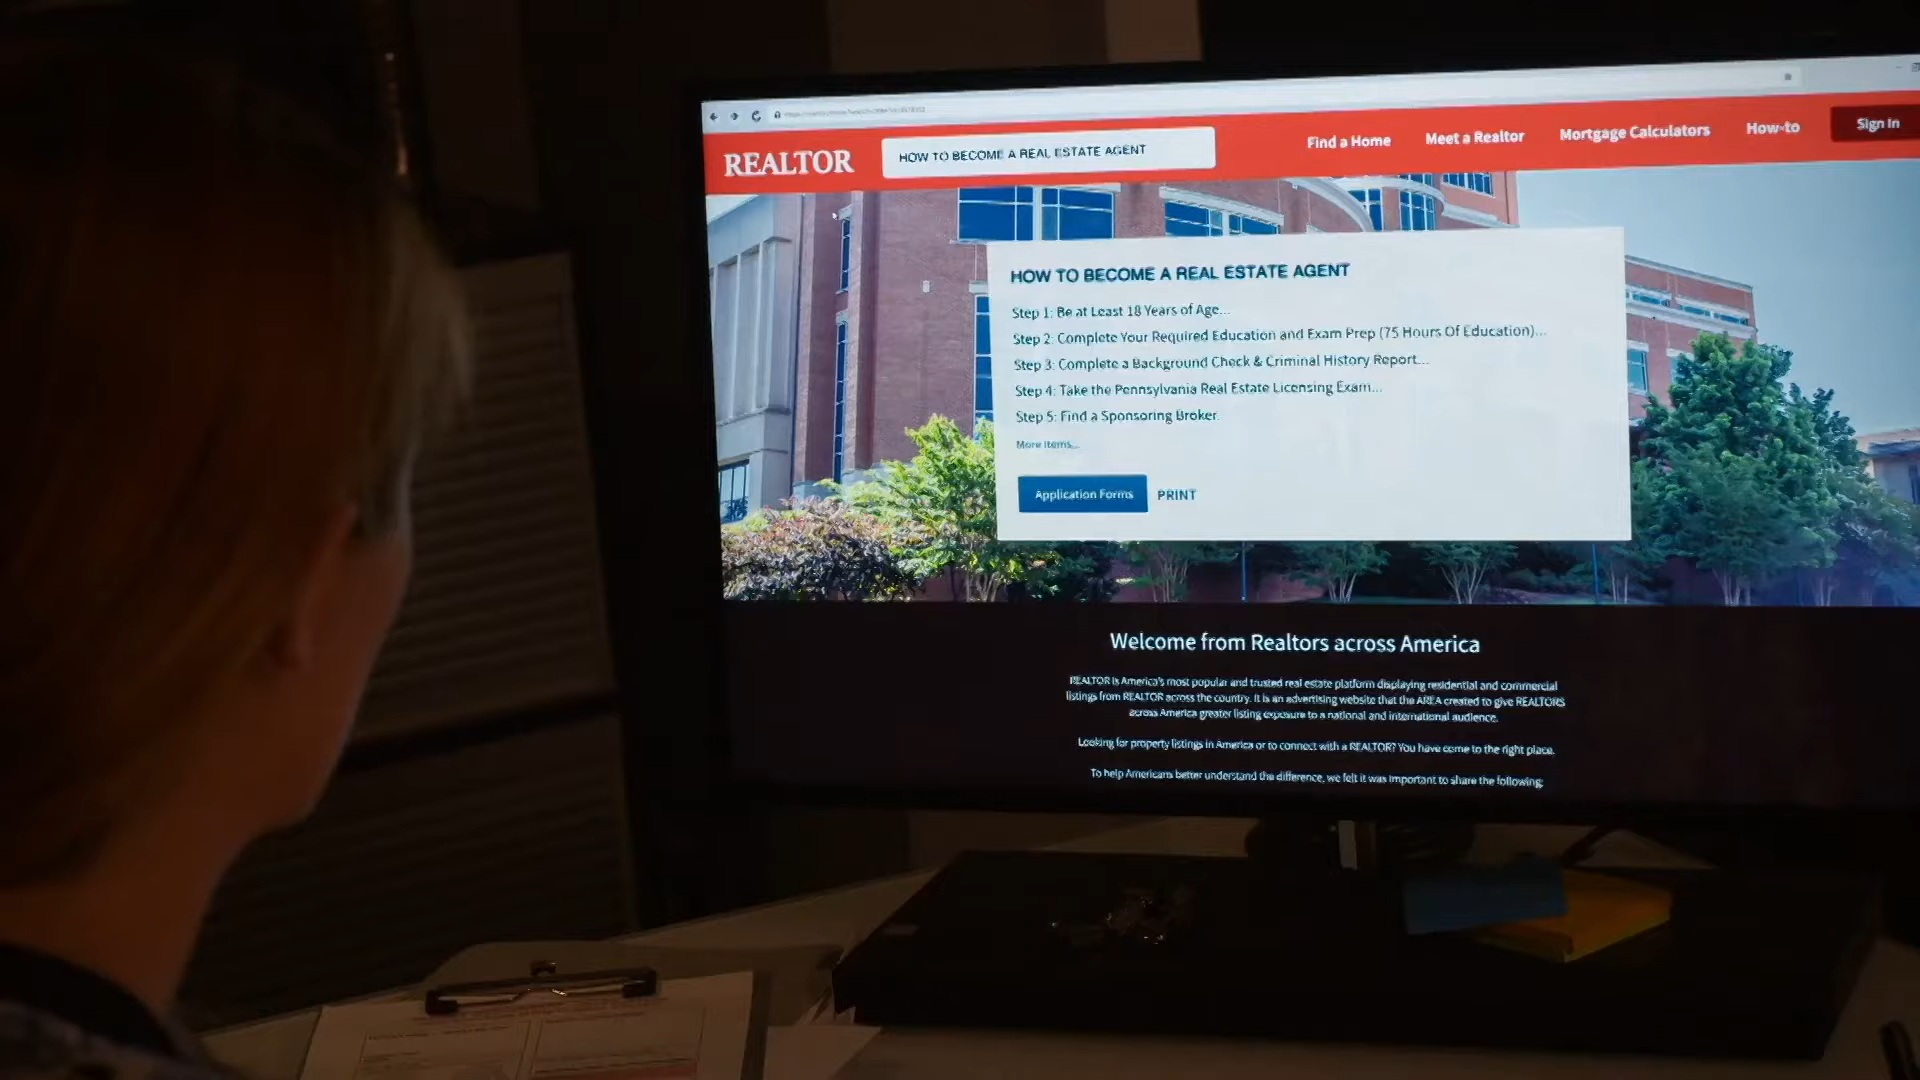 REALTOR
HOW TO BECOME A REAL ESTATE AGENT
Find a Home
Meet a Realtor
Mortgage Calculators
How-to
Sign In
HOW TO BECOME A REAL ESTATE AGENT
Step 1: Be at Least 18 Years of Age...
Step 2: Complete Your Required Education and Exam Prep (75 Hours Of Education)...
Step 3: Complete a Background Check & Criminal History Report...
Step 4: Take the Pennsylvania Real Estate Licensing Exam...
Step 5: Find a Sponsoring Broker.
More items...
Application Forms
PRINT
Welcome from Realtors across America
REALTOR is America's most popular and trusted real estate platform displaying residential and commercial
listings from REALTOR across the country. It is an advertising website that the AREA created to give REALTORS
across America greater listing exposure to a national and international audience.
Looking for property listings in America or to connect with a REALTOR? You have come to the right place.
To help Americans better understand the difference, we felt it was important to share the following: